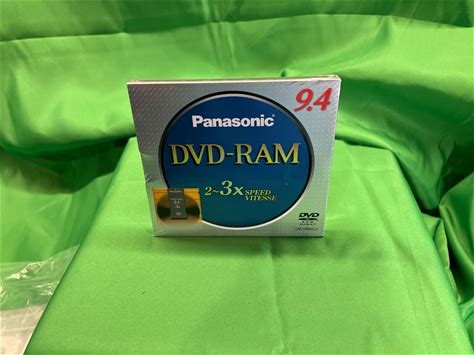 9.4
Panasonic
DVD-RAM
2~3x SPEED
VITESSE
DVD